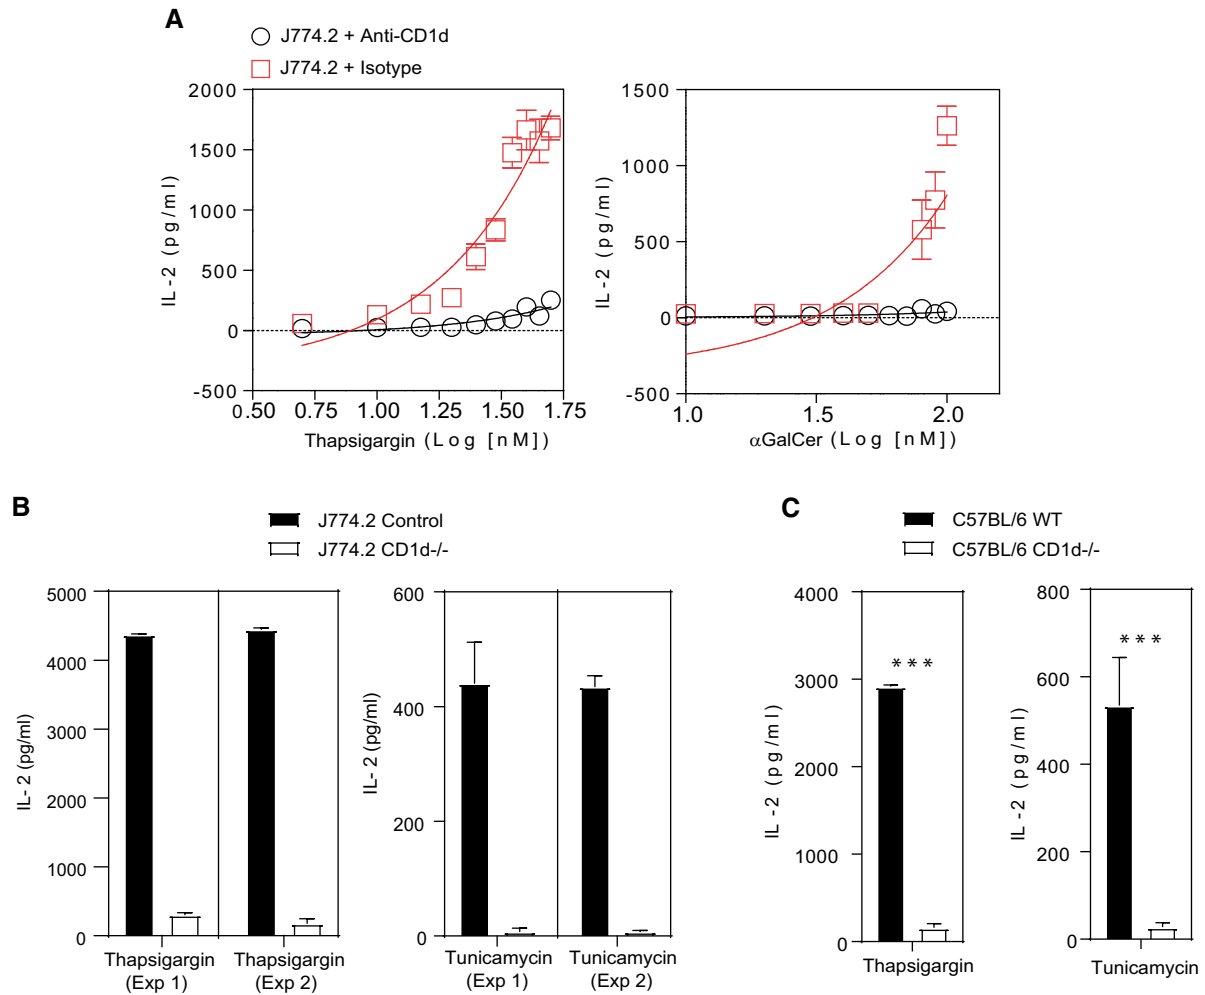 A
J774.2 + Anti-CD1d
J774.2 + Isotype
2000
1500
1000
500
0
-500
IL-2 (pg/ml)
0.50 0.75 1.00 1.25 1.50 1.75
Thapsigargin (Log [nM])
1500
1000
500
0
-500
IL-2 (pg/ml)
1.0 1.5 2.0
αGalCer (Log [nM])
B
J774.2 Control
J774.2 CD1d-/-
5000
4000
3000
2000
1000
0
IL- 2 (pg/ml)
Thapsigargin Thapsigargin
(Exp 1) (Exp 2)
600
400
200
0
IL- 2 (pg/ml)
Tunicamycin Tunicamycin
(Exp 1) (Exp 2)
C
C57BL/6 WT
C57BL/6 CD1d-/-
4000
3000
2000
1000
0
IL -2 (pg/ml)
***
Thapsigargin
800
600
400
200
0
IL -2 (pg/ml)
***
Tunicamycin